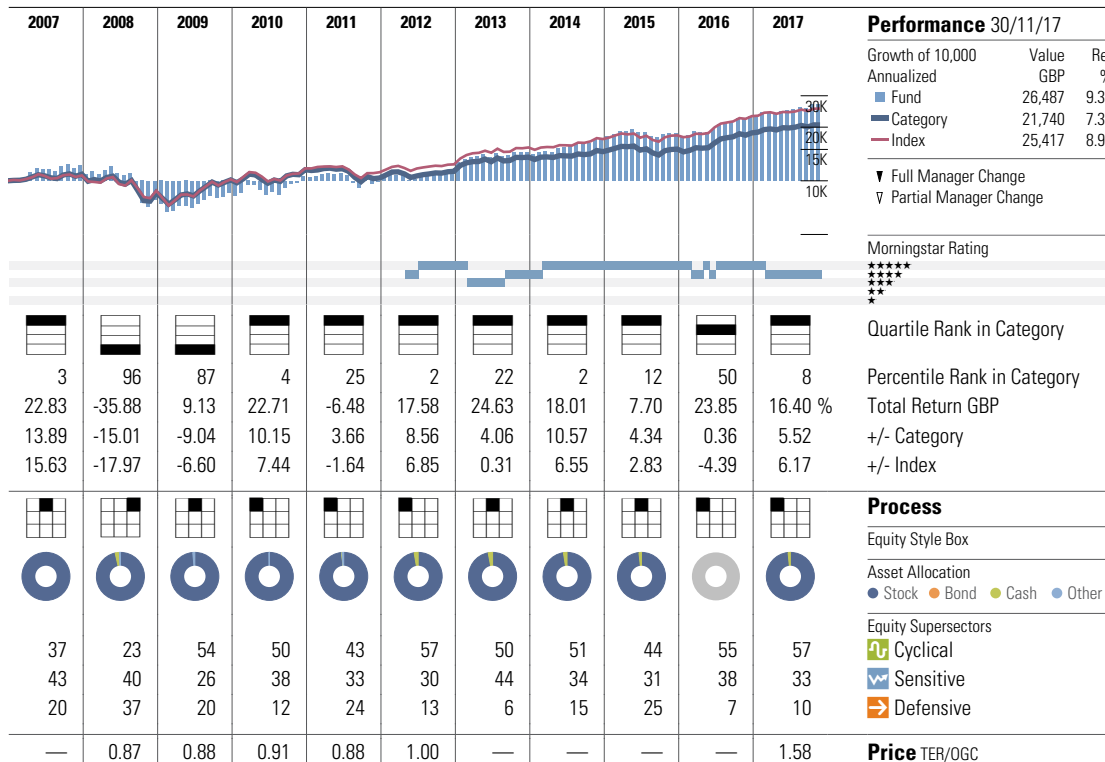 2007 2008 2009 2010 2011 2012 2013 2014 2015 2016 2017
Performance 30/11/17
Growth of 10,000 Value Re
Annualized GBP %
Fund 26,487 9.3
Category 21,740 7.3
Index 25,417 8.9
30K
20K
15K
10K
▼ Full Manager Change
▽ Partial Manager Change
Morningstar Rating
★★★★★
★★★★
★★★
★★
★
Quartile Rank in Category
3 96 87 4 25 2 22 2 12 50 8 Percentile Rank in Category
22.83 -35.88 9.13 22.71 -6.48 17.58 24.63 18.01 7.70 23.85 16.40 % Total Return GBP
13.89 -15.01 -9.04 10.15 3.66 8.56 4.06 10.57 4.34 0.36 5.52 +/- Category
15.63 -17.97 -6.60 7.44 -1.64 6.85 0.31 6.55 2.83 -4.39 6.17 +/- Index
Process
Equity Style Box
Asset Allocation
Stock Bond Cash Other
Equity Supersectors
37 23 54 50 43 57 50 51 44 55 57 Cyclical
43 40 26 38 33 30 44 34 31 38 33 Sensitive
20 37 20 12 24 13 6 15 25 7 10 Defensive
— 0.87 0.88 0.91 0.88 1.00 — — — — 1.58 Price TER/OGC